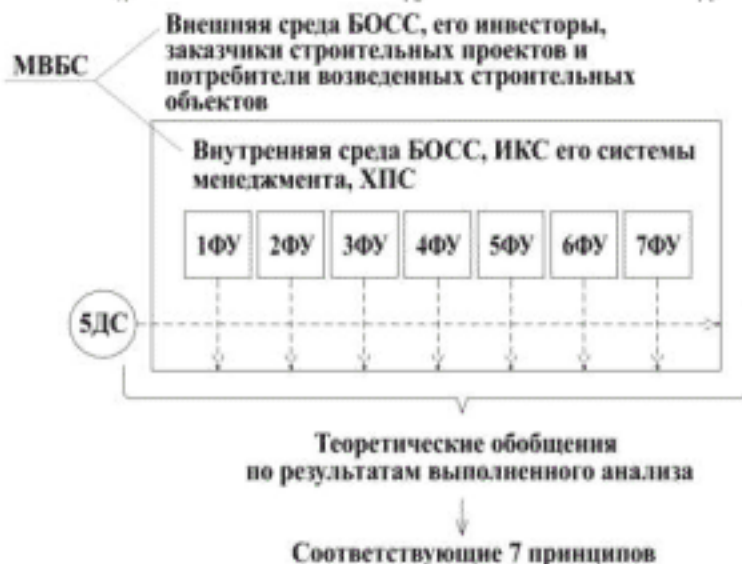 Внешняя среда БОСС, его инвесторы,
заказчики строительных проектов и
МВБС
потребители возведенных строительных
объектов
Внутренняя среда БОСС, ИКС его системы
менеджмента, ХПС
1ФУ 2ФУ 3ФУ 4ФУ 5ФУ 6ФУ 7ФУ
5ДС
Теоретические обобщения
по результатам выполненного анализа
Соответствующие 7 принципов